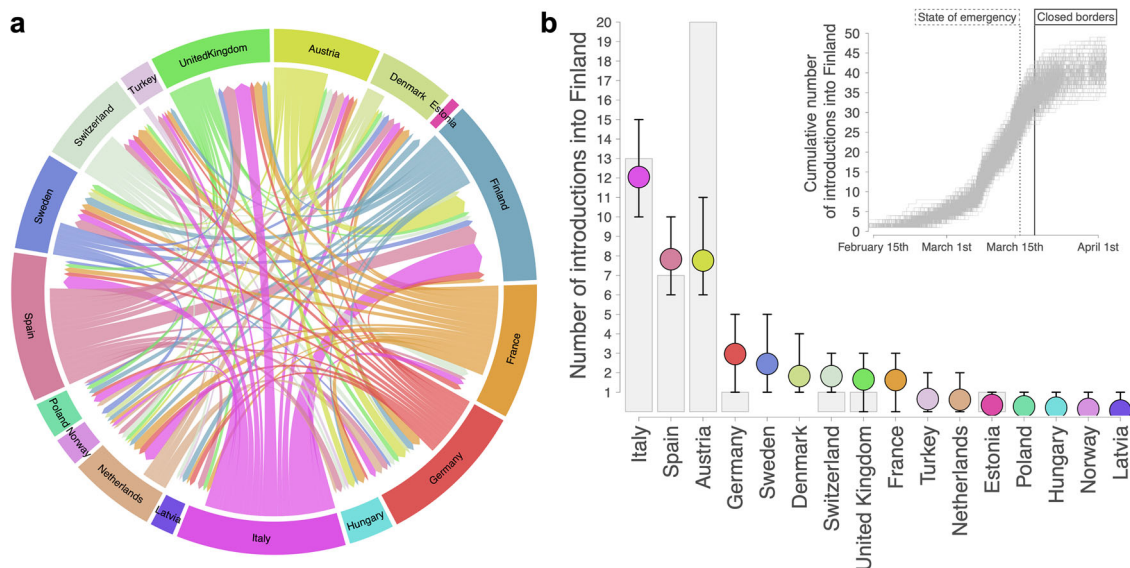 a
UnitedKingdom
Austria
Denmark
Estonia
Finland
France
Germany
Hungary
Italy
Latvia
Netherlands
Norway
Poland
Spain
Sweden
Switzerland
Turkey
b
Number of introductions into Finland
20
19
18
17
16
15
14
13
12
11
10
9
8
7
6
5
4
3
2
1
Italy
Spain
Austria
Germany
Sweden
Denmark
Switzerland
United Kingdom
France
Turkey
Netherlands
Estonia
Poland
Hungary
Norway
Latvia
State of emergency
Closed borders
Cumulative number
of introductions into Finland
50
45
40
35
30
25
20
15
10
5
0
February 15th
March 1st
March 15th
April 1st